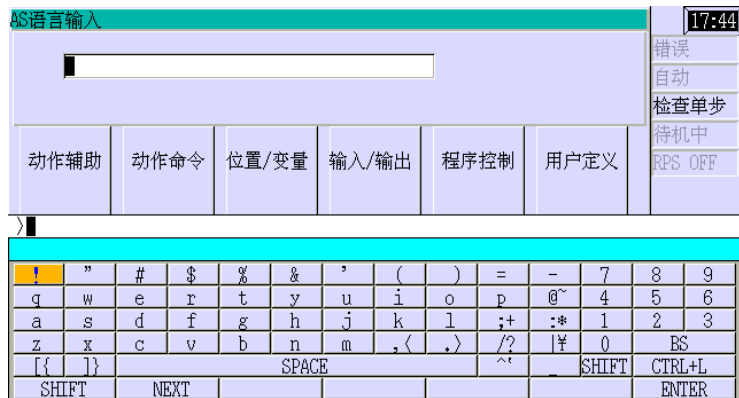 AS语言输入
17:44
错误
自动
检查单步
待机中
RPS OFF
动作辅助 动作命令 位置/变量 输入/输出 程序控制 用户定义
>
! " # $ % & ' ( ) = - 7 8 9
q w e r t y u i o p @~ 4 5 6
a s d f g h j k l ;+ :* 1 2 3
z x c v b n m ,< .> /? |¥ 0 BS
[{ ]} SPACE ^` _ SHIFT CTRL+L
SHIFT NEXT ENTER